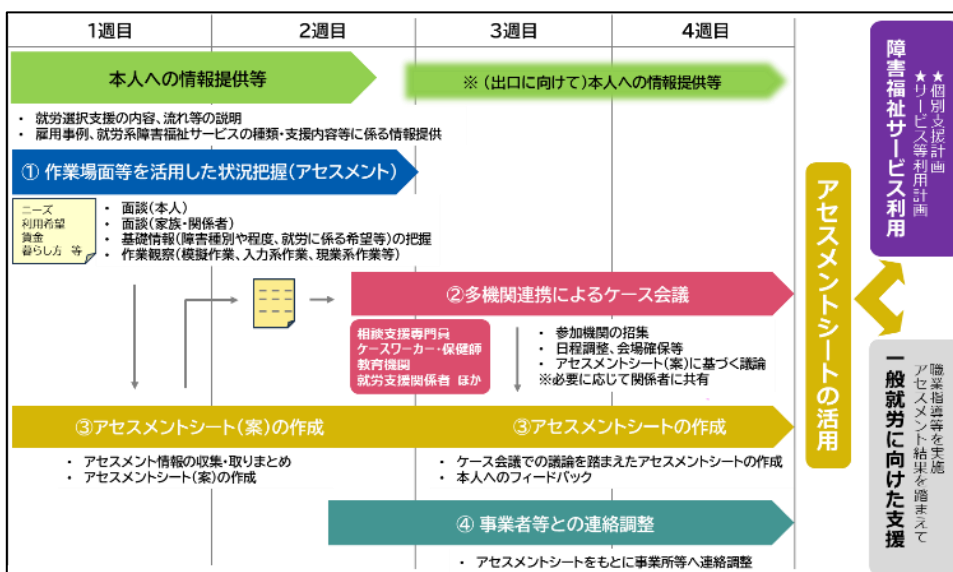 1週目
2週目
3週目
4週目
本人への情報提供等
※(出口に向けて)本人への情報提供等
・ 就労選択支援の内容、流れ等の説明
・ 雇用事例、就労系障害福祉サービスの種類・支援内容等に係る情報提供
① 作業場面等を活用した状況把握(アセスメント)
ニーズ
利用希望
賃金
暮らし方 等
・ 面談(本人)
・ 面談(家族・関係者)
・ 基礎情報(障害種別や程度、就労に係る希望等)の把握
・ 作業観察(模擬作業、入力系作業、現業系作業等)
②多機関連携によるケース会議
相談支援専門員
ケースワーカー・保健師
教育機関
就労支援関係者 ほか
・ 参加機関の招集
・ 日程調整、会場確保等
・ アセスメントシート(案)に基づく議論
※必要に応じて関係者に共有
③アセスメントシート(案)の作成
③アセスメントシートの作成
・ アセスメント情報の収集・取りまとめ
・ アセスメントシート(案)の作成
・ ケース会議での議論を踏まえたアセスメントシートの作成
・ 本人へのフィードバック
④ 事業者等との連絡調整
・ アセスメントシートをもとに事業所等へ連絡調整
アセスメントシートの活用
障害福祉サービス利用
★個別支援計画
★サービス等利用計画
一般就労に向けた支援
アセスメント結果を踏まえて
職業指導等を実施